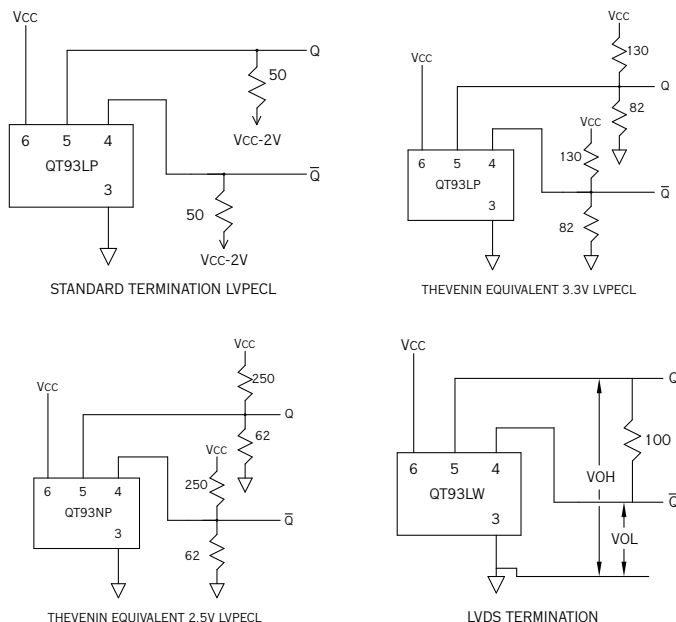 VCC
Q
50
VCC-2V
6 5 4
QT93LP
3
Q̅
50
VCC-2V
STANDARD TERMINATION LVPECL
VCC
130
VCC
Q
82
VCC
130
6 5 4
QT93LP
3
Q̅
82
THEVENIN EQUIVALENT 3.3V LVPECL
VCC
250
VCC
Q
62
VCC
250
6 5 4
QT93NP
3
Q̅
62
THEVENIN EQUIVALENT 2.5V LVPECL
VCC
Q
100
6 5 4
QT93LW
3
VOH
Q̅
VOL
LVDS TERMINATION